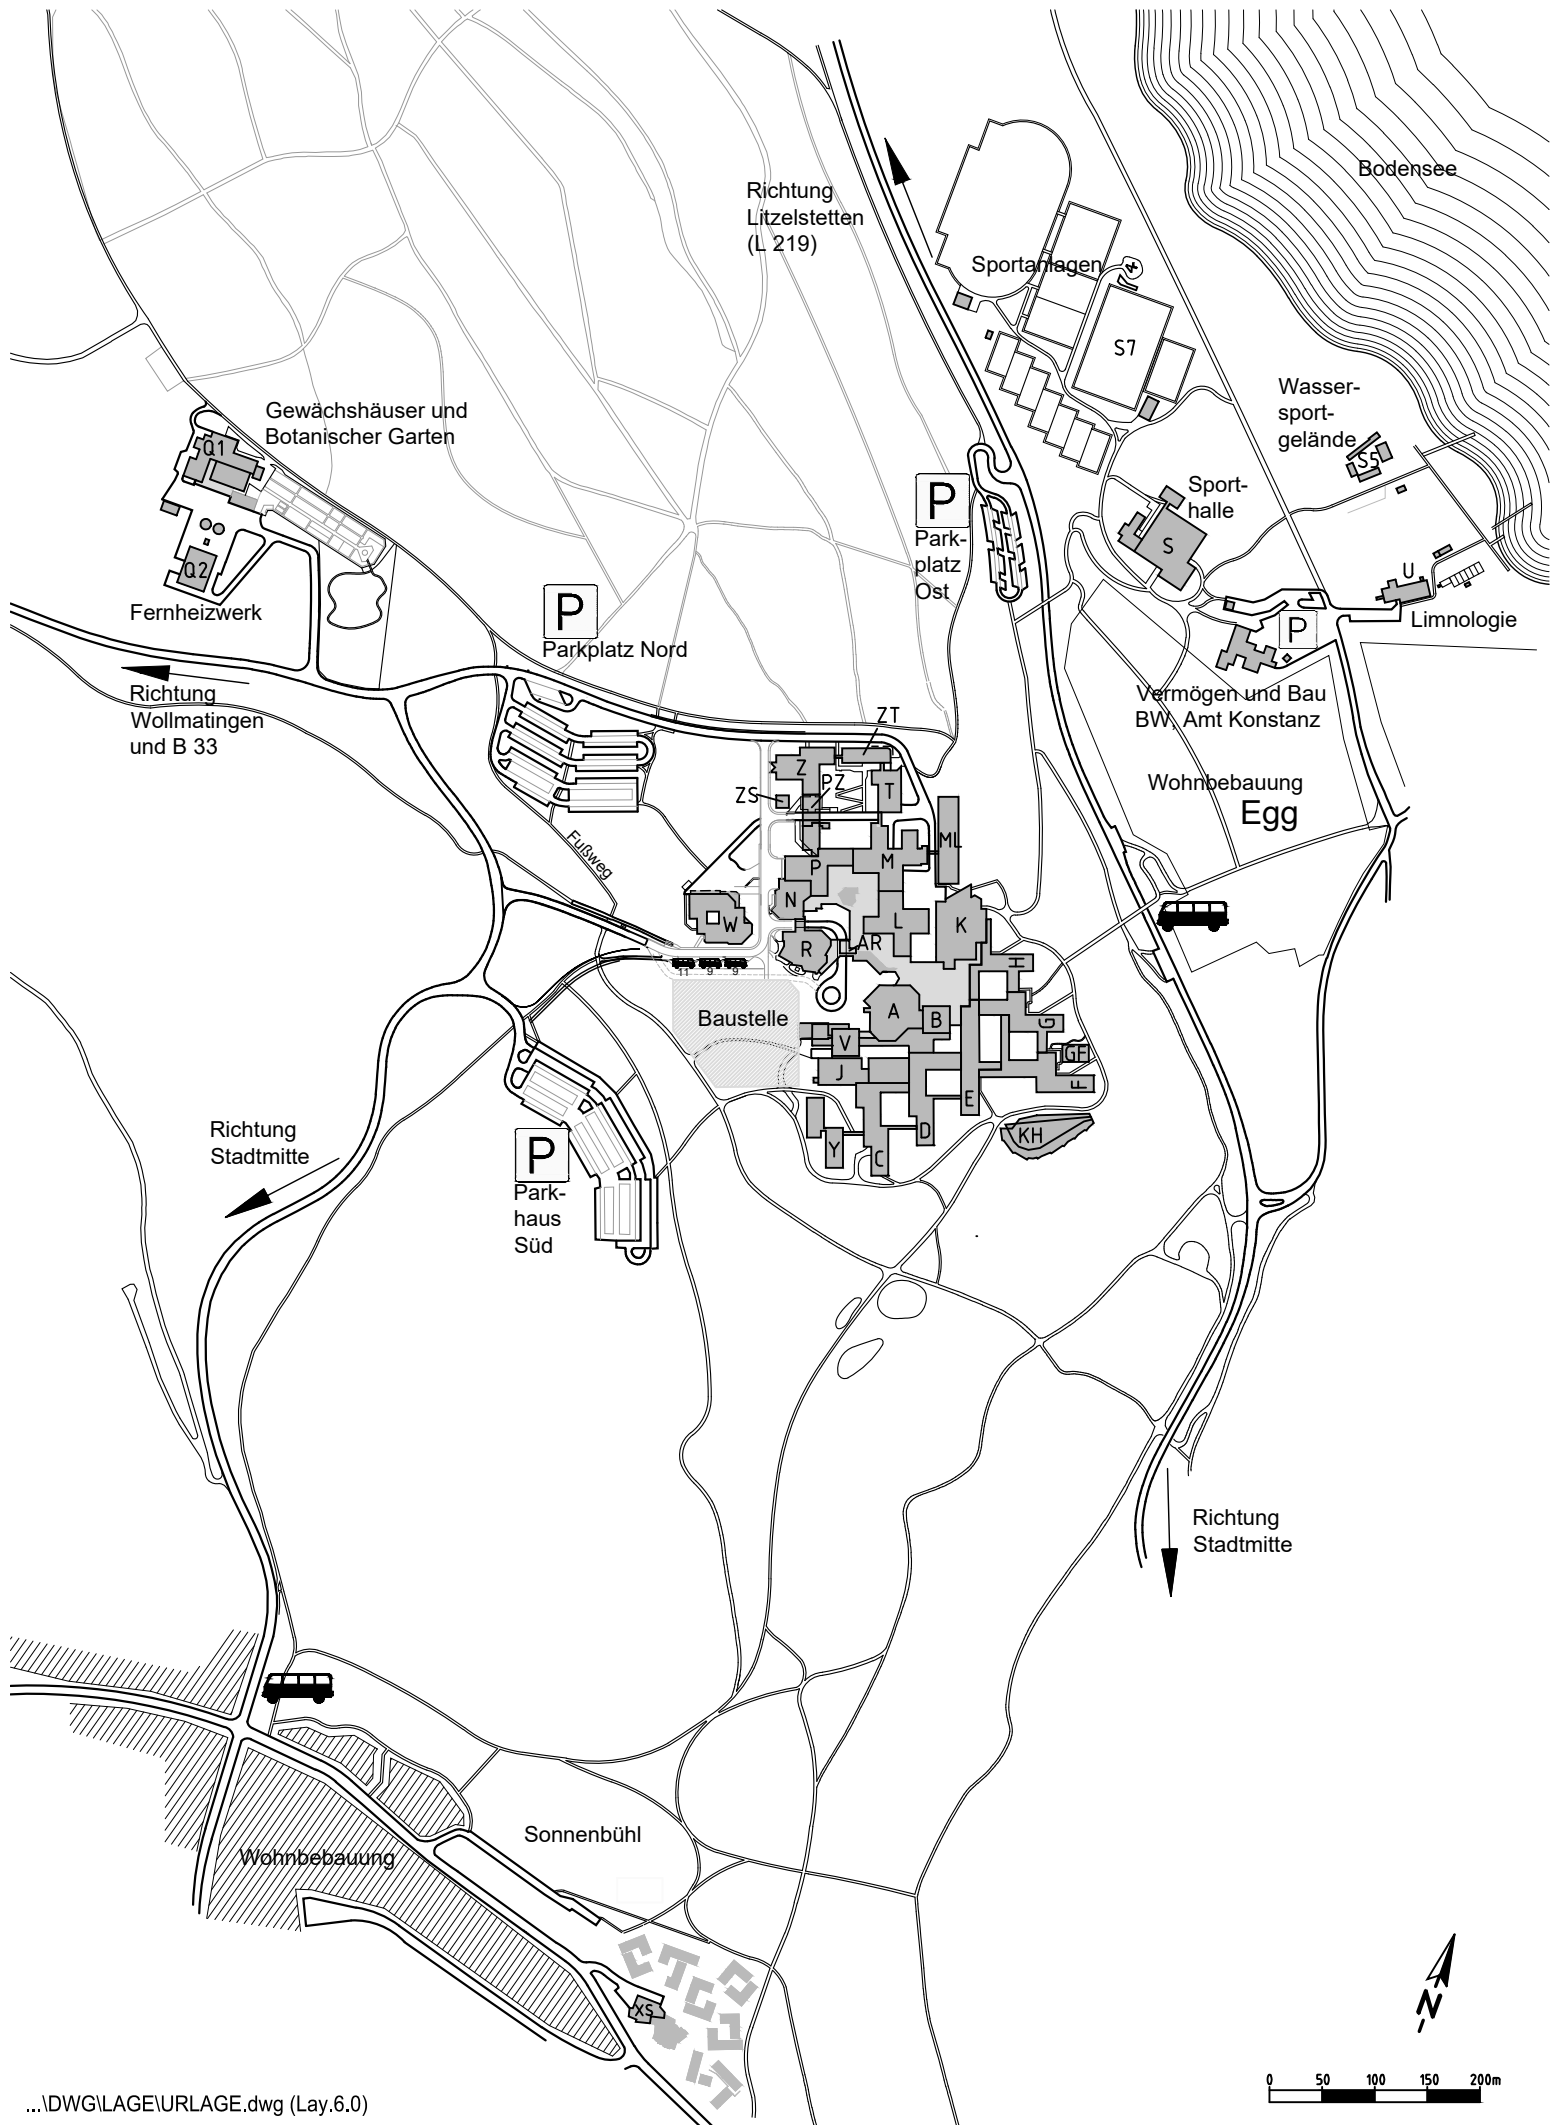 Bodensee
Richtung
Litzelstetten
(L 219)
Sportanlagen
4
S7
Wasser-
sport-
gelände
S5
Gewächshäuser und
Botanischer Garten
Q1
Q2
Fernheizwerk
P
Park-
platz
Ost
Sport-
halle
S
U
Limnologie
P
P
Parkplatz Nord
Richtung
Wollmatingen
und B 33
Vermögen und Bau
BW, Amt Konstanz
Wohnbebauung
Egg
ZT
Z
PZ
ZS
T
ML
Fußweg
P
M
N
W
L
K
R
AR
H
11
9
9
Baustelle
A
B
G
V
GF
J
F
E
D
KH
Y
C
Richtung
Stadtmitte
P
Park-
haus
Süd
Richtung
Stadtmitte
Sonnenbühl
Wohnbebauung
XS
N
0 50 100 150 200m
...\DWG\LAGE\URLAGE.dwg (Lay.6.0)